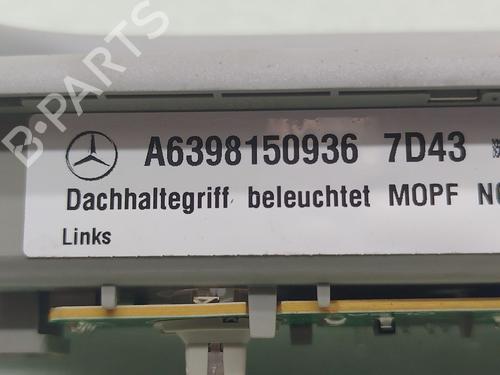 A6398150936 7D43
Dachhaltegriff beleuchtet MOPF
Links
B-PARTS